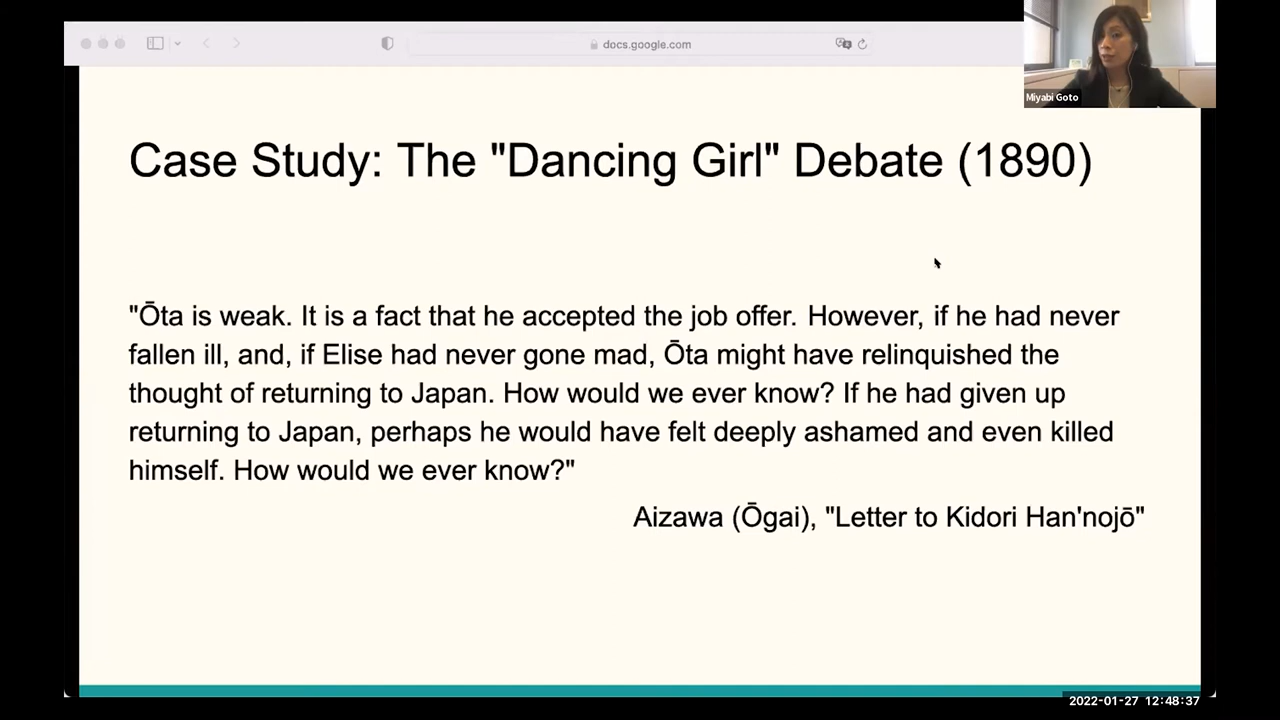 docs.google.com
Miyabi Goto
Case Study: The "Dancing Girl" Debate (1890)
"Ōta is weak. It is a fact that he accepted the job offer. However, if he had never
fallen ill, and, if Elise had never gone mad, Ōta might have relinquished the
thought of returning to Japan. How would we ever know? If he had given up
returning to Japan, perhaps he would have felt deeply ashamed and even killed
himself. How would we ever know?"
Aizawa (Ōgai), "Letter to Kidori Han'nojō"
2022-01-27 12:48:37